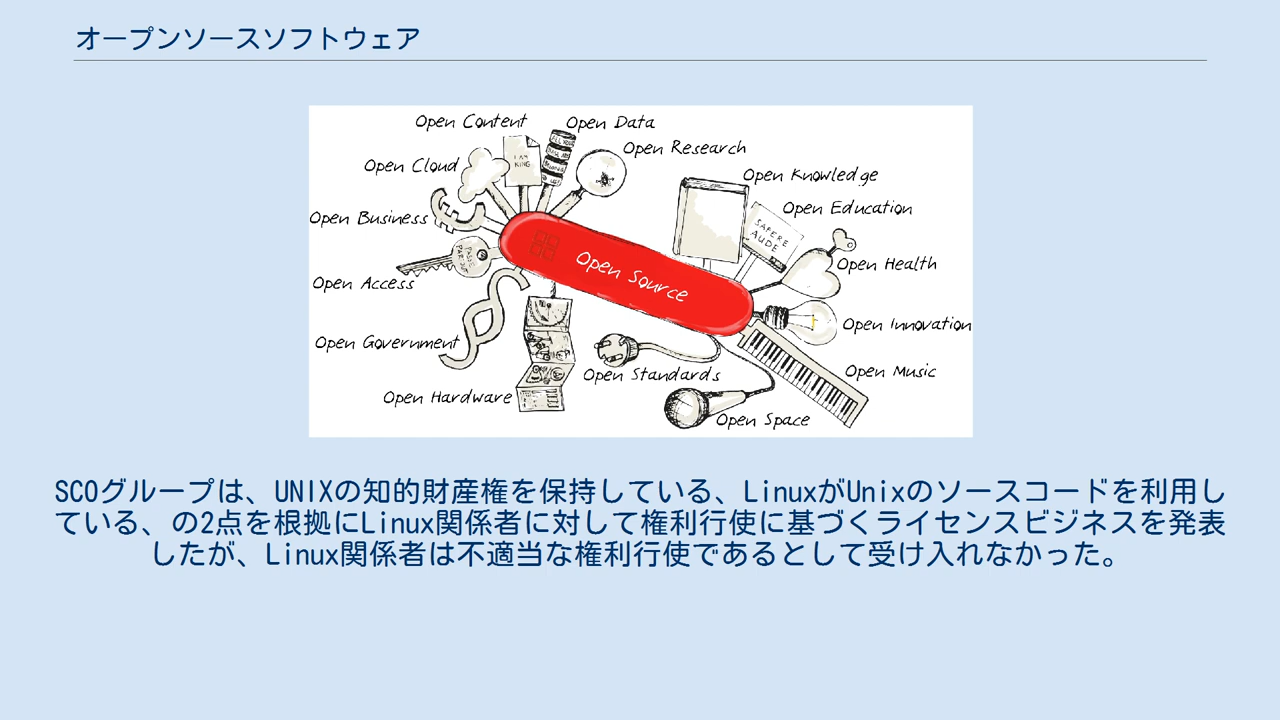 オープンソースソフトウェア
Open Content
Open Data
Open Research
Open Cloud
Open Knowledge
Open Education
Open Business
Open Health
Open Access
Open Innovation
Open Government
Open Standards
Open Music
Open Hardware
Open Space
Open Source
I AM KING
SAPERE AUDE
SCOグループは、UNIXの知的財産権を保持している、LinuxがUnixのソースコードを利用し
ている、の2点を根拠にLinux関係者に対して権利行使に基づくライセンスビジネスを発表
したが、Linux関係者は不適当な権利行使であるとして受け入れなかった。